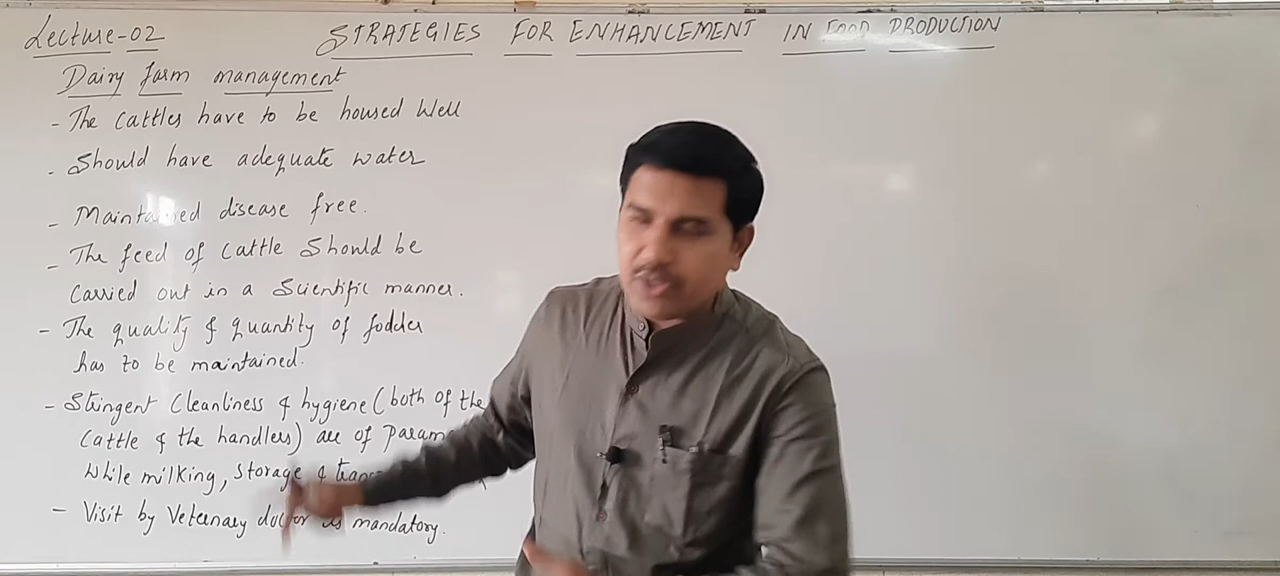 Lecture-02
STRATEGIES FOR ENHANCEMENT IN FOOD PRODUCTION
Dairy farm management
- The cattles have to be housed well
- Should have adequate water
- Maintained disease free.
- The feed of cattle should be
carried out in a scientific manner.
- The quality & quantity of fodder
has to be maintained.
- Stringent cleanliness & hygiene (both of the
cattle & the handlers) are of
while milking, storage &
- Visit by Veternary doctor is mandatory.